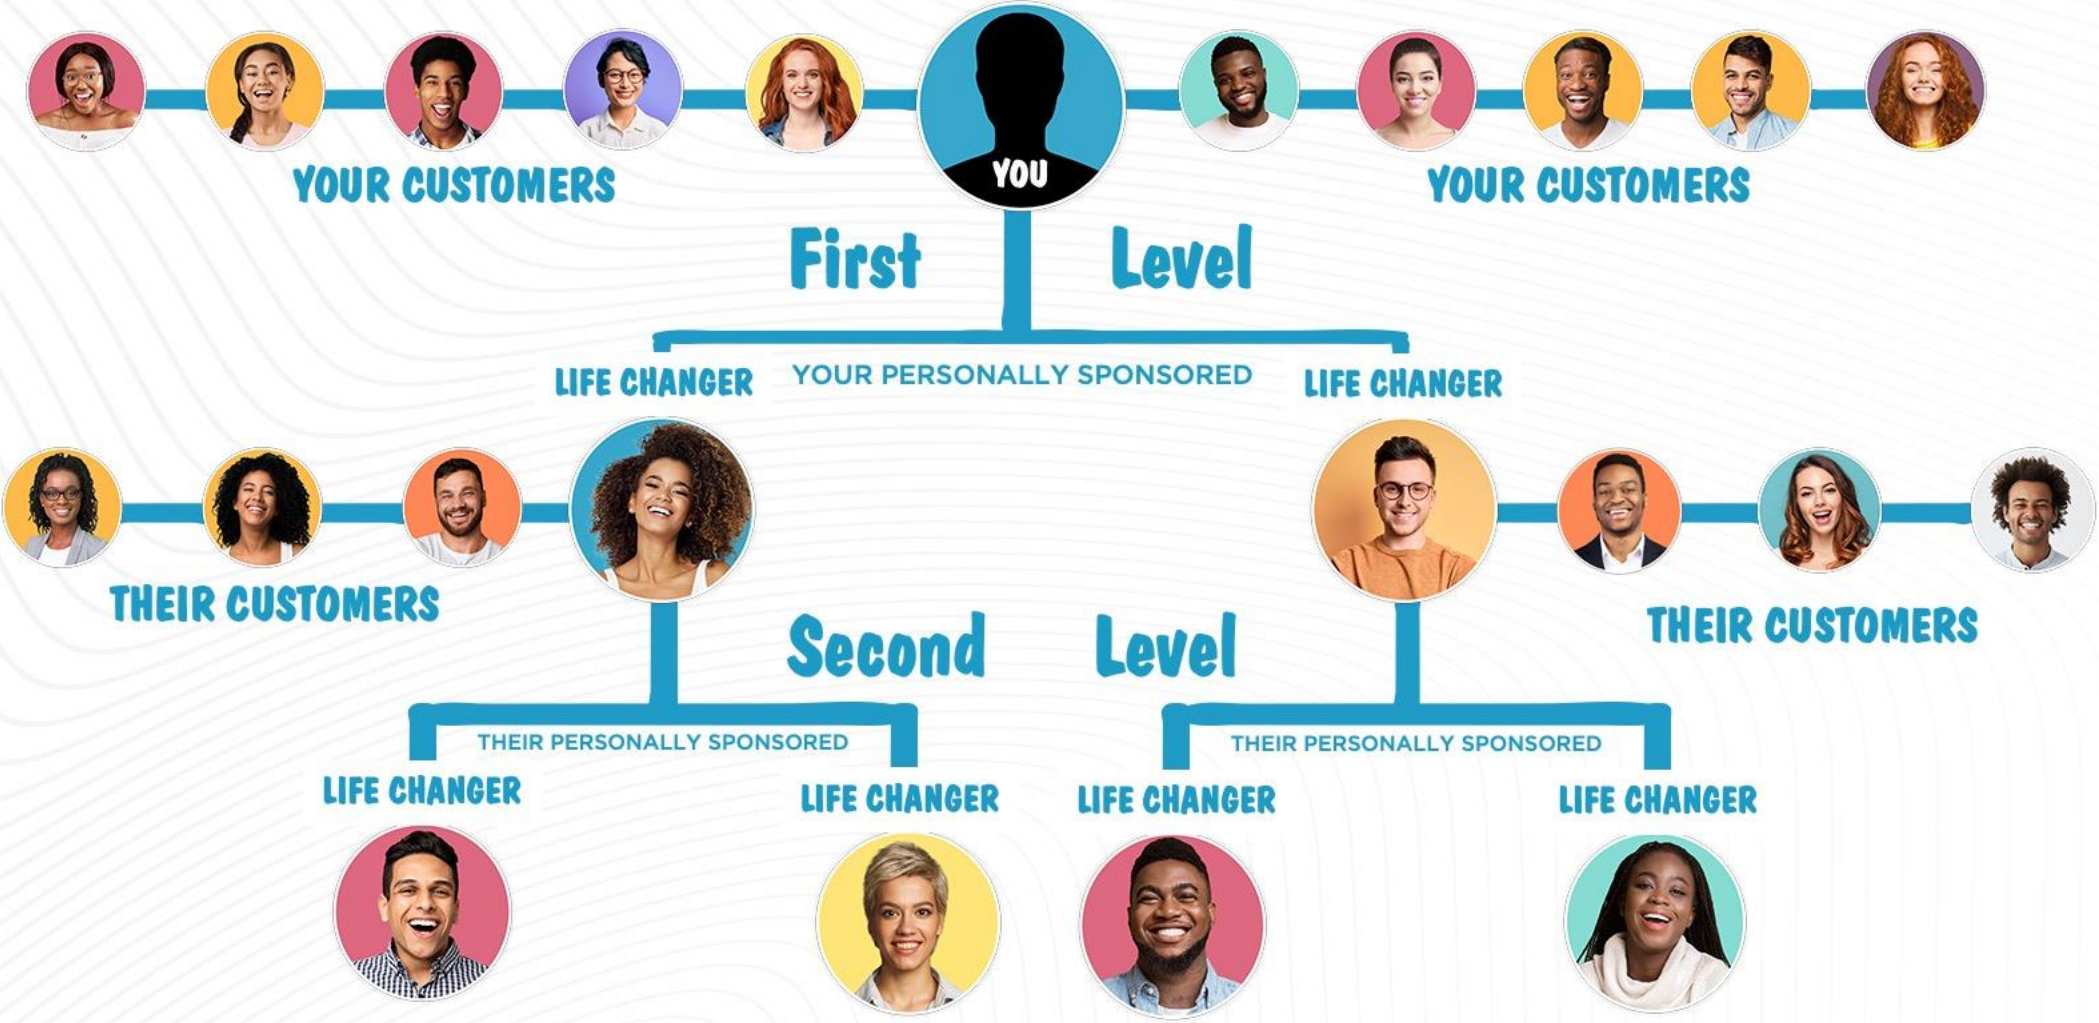 YOU
YOUR CUSTOMERS
YOUR CUSTOMERS
First Level
LIFE CHANGER
YOUR PERSONALLY SPONSORED
LIFE CHANGER
THEIR CUSTOMERS
THEIR CUSTOMERS
Second Level
THEIR PERSONALLY SPONSORED
THEIR PERSONALLY SPONSORED
LIFE CHANGER
LIFE CHANGER
LIFE CHANGER
LIFE CHANGER